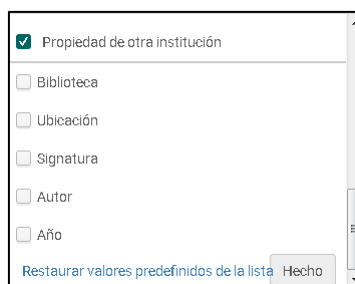 Propiedad de otra institución
Biblioteca
Ubicación
Signatura
Autor
Año
Restaurar valores predefinidos de la lista Hecho